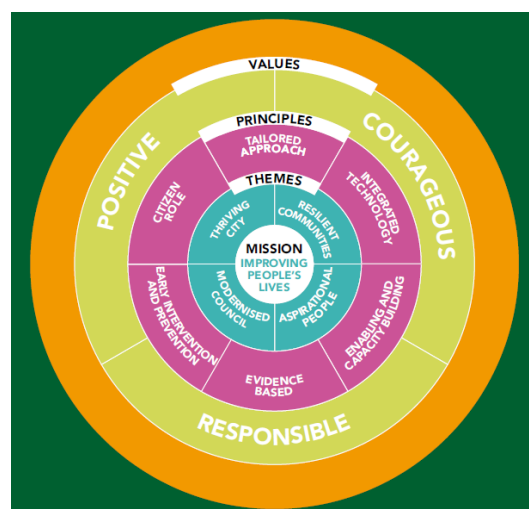 VALUES
POSITIVE
COURAGEOUS
RESPONSIBLE
PRINCIPLES
TAILORED
APPROACH
CITIZEN
ROLE
INTEGRATED
TECHNOLOGY
EARLY INTERVENTION
AND PREVENTION
ENABLING AND
CAPACITY BUILDING
EVIDENCE
BASED
THEMES
THRIVING
CITY
RESILIENT
COMMUNITIES
MODERNISED
COUNCIL
ASPIRATIONAL
PEOPLE
MISSION
IMPROVING
PEOPLE'S
LIVES